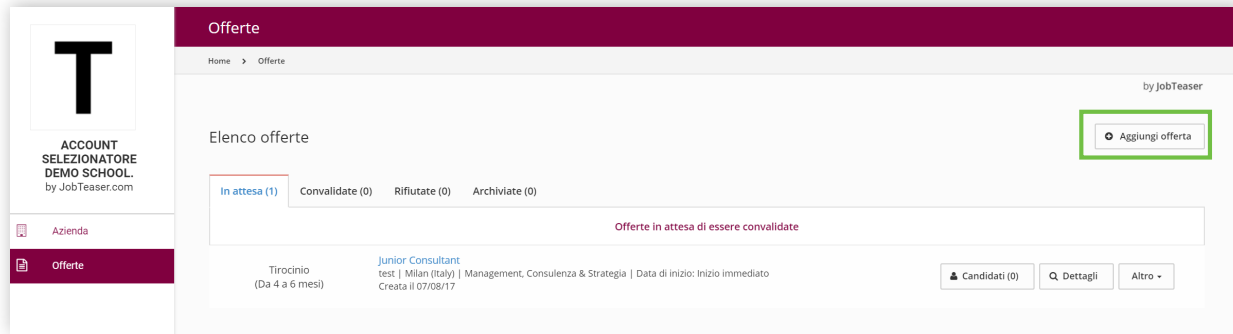 T
ACCOUNT
SELEZIONATORE
DEMO SCHOOL.
by JobTeaser.com
Azienda
Offerte
Offerte
Home > Offerte
by JobTeaser
Elenco offerte
Aggiungi offerta
In attesa (1) Convalidate (0) Rifiutate (0) Archiviate (0)
Offerte in attesa di essere convalidate
Tirocinio
(Da 4 a 6 mesi)
Junior Consultant
test | Milan (Italy) | Management, Consulenza & Strategia | Data di inizio: Inizio immediato
Creata il 07/08/17
Candidati (0) Dettagli Altro